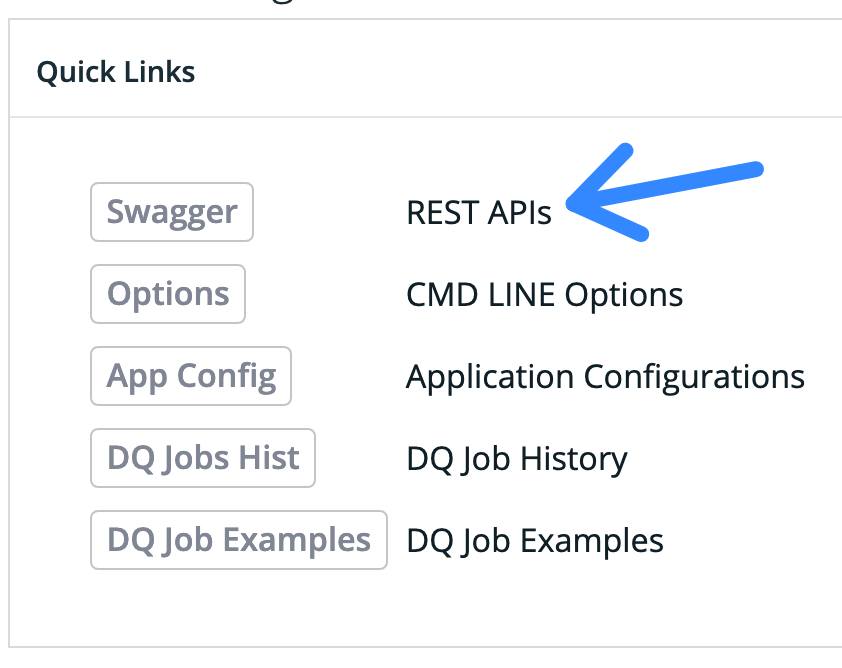 Quick Links
Swagger REST APIs
Options CMD LINE Options
App Config Application Configurations
DQ Jobs Hist DQ Job History
DQ Job Examples DQ Job Examples